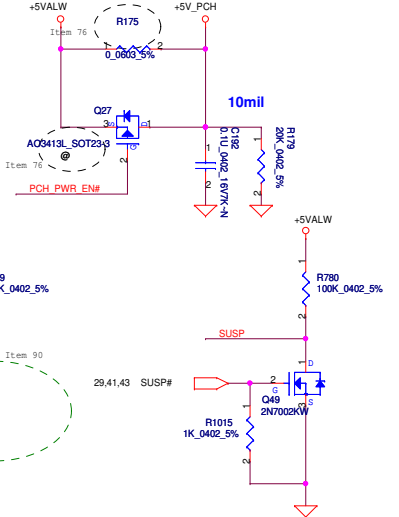 +5VALW
+5V_PCH
R175
Item 76
1
2
0_0603_5%
10mil
Q27
3
S
D
1
G
2
AO3413L_SOT23-3
@
Item 76
PCH_PWR_EN#
1
2
C192
0.1U_0402_16V7K~N
1
2
R179
20K_0402_5%
+5VALW
1
R780
100K_0402_5%
2
9
K_0402_5%
SUSP
1
D
Item 90
29,41,43 SUSP#
2
G
S
3
Q49
2N7002KW
1
R1015
1K_0402_5%
2